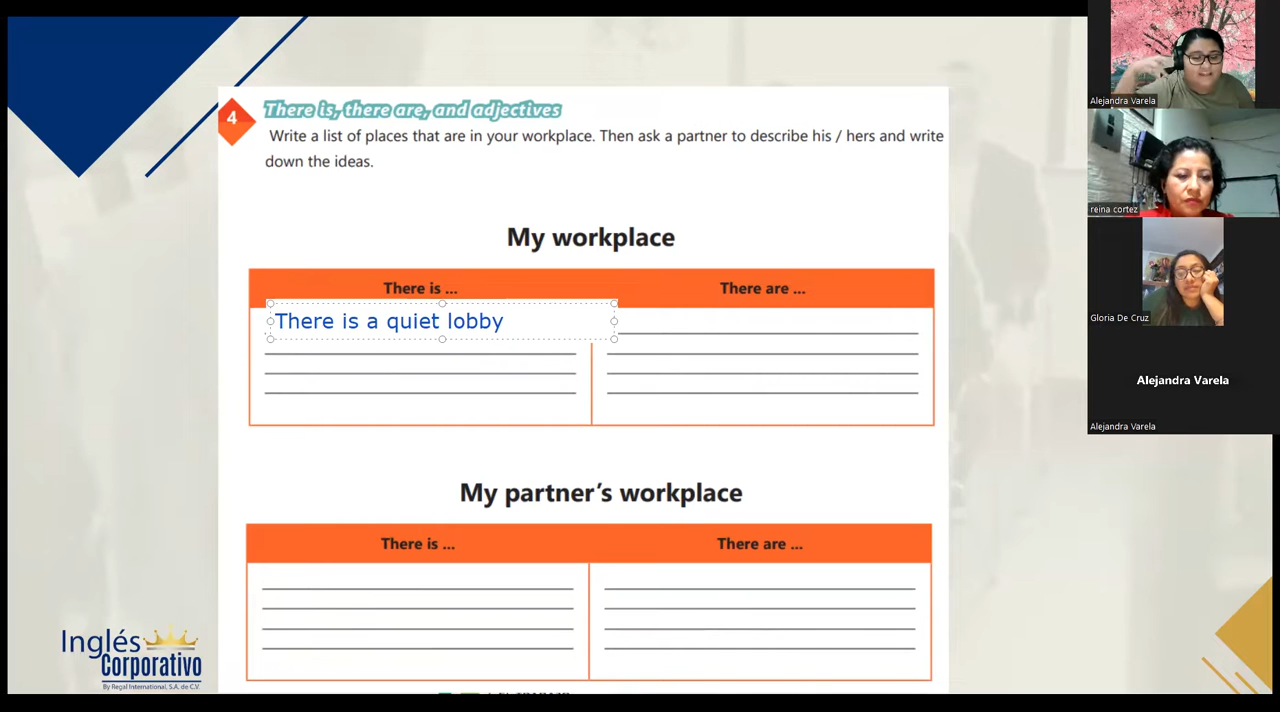 4
There is, there are, and adjectives
Write a list of places that are in your workplace. Then ask a partner to describe his / hers and write
down the ideas.
My workplace
There is ...
There are ...
There is a quiet lobby
My partner's workplace
There is ...
There are ...
Inglés
Corporativo
By Regal International, S.A. de C.V.
Alejandra Varela
reina cortez
Gloria De Cruz
Alejandra Varela
Alejandra Varela